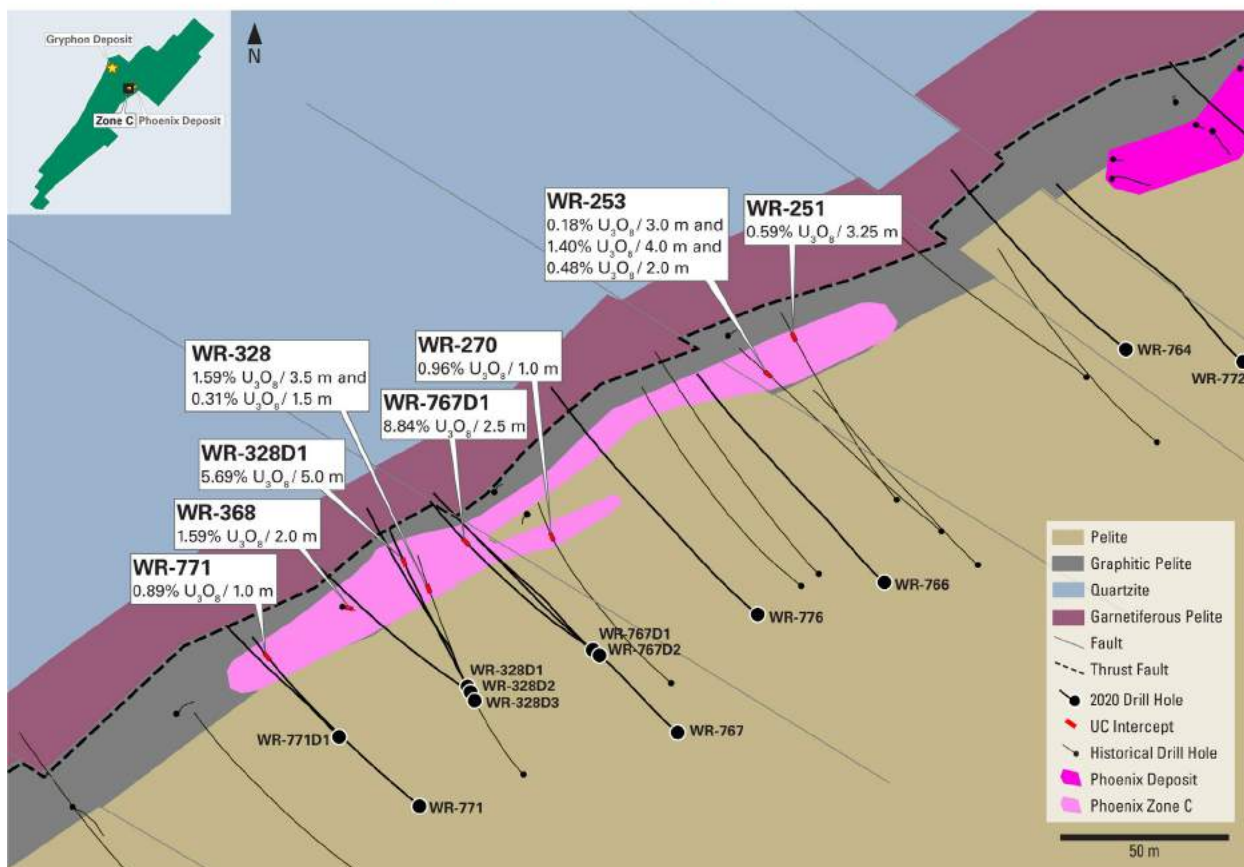 Gryphon Deposit
N
Zone C
Phoenix Deposit
WR-253
0.18% U₃O₈ / 3.0 m and
1.40% U₃O₈ / 4.0 m and
0.48% U₃O₈ / 2.0 m
WR-251
0.59% U₃O₈ / 3.25 m
WR-328
1.59% U₃O₈ / 3.5 m and
0.31% U₃O₈ / 1.5 m
WR-270
0.96% U₃O₈ / 1.0 m
WR-767D1
8.84% U₃O₈ / 2.5 m
WR-328D1
5.69% U₃O₈ / 5.0 m
WR-368
1.59% U₃O₈ / 2.0 m
WR-771
0.89% U₃O₈ / 1.0 m
WR-764
WR-772
WR-766
WR-776
WR-767D1
WR-767D2
WR-328D1
WR-328D2
WR-328D3
WR-767
WR-771D1
WR-771
Pelite
Graphitic Pelite
Quartzite
Garnetiferous Pelite
Fault
Thrust Fault
2020 Drill Hole
UC Intercept
Historical Drill Hole
Phoenix Deposit
Phoenix Zone C
50 m